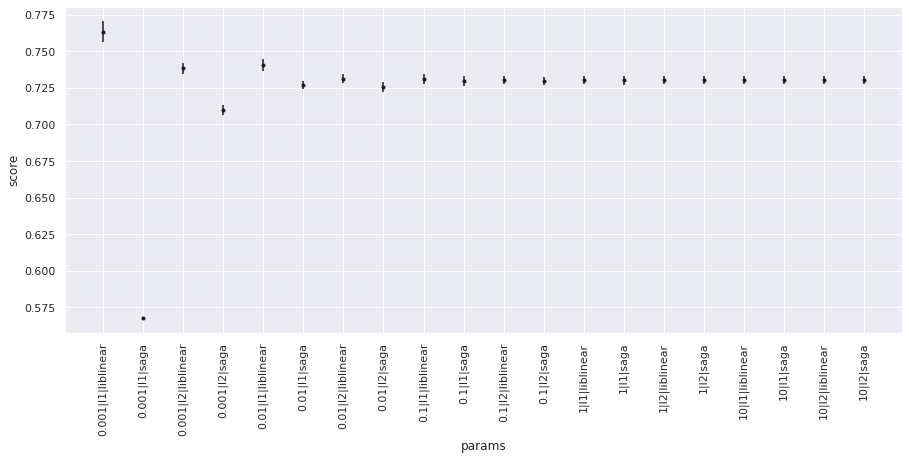 0.775
0.750
0.725
0.700
0.675
0.650
0.625
0.600
0.575
score
0.001|l1|liblinear
0.001|l1|saga
0.001|l2|liblinear
0.001|l2|saga
0.01|l1|liblinear
0.01|l1|saga
0.01|l2|liblinear
0.01|l2|saga
0.1|l1|liblinear
0.1|l1|saga
0.1|l2|liblinear
0.1|l2|saga
1|l1|liblinear
1|l1|saga
1|l2|liblinear
1|l2|saga
10|l1|liblinear
10|l1|saga
10|l2|liblinear
10|l2|saga
params